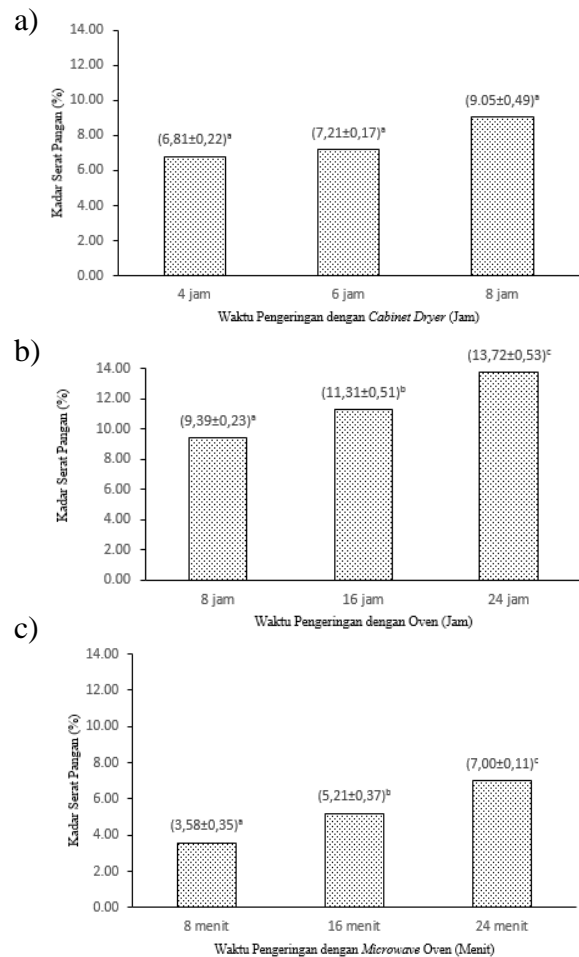 a)
Kadar Serat Pangan (%)
14.00
12.00
10.00
8.00
6.00
4.00
2.00
0.00
(6,81±0,22)ᵃ
(7,21±0,17)ᵃ
(9.05±0,49)ᵃ
4 jam 6 jam 8 jam
Waktu Pengeringan dengan Cabinet Dryer (Jam)
b)
Kadar Serat Pangan (%)
14.00
12.00
10.00
8.00
6.00
4.00
2.00
0.00
(9,39±0,23)ᵃ
(11,31±0,51)ᵇ
(13,72±0,53)ᶜ
8 jam 16 jam 24 jam
Waktu Pengeringan dengan Oven (Jam)
c)
Kadar Serat Pangan (%)
14.00
12.00
10.00
8.00
6.00
4.00
2.00
0.00
(3,58±0,35)ᵃ
(5,21±0,37)ᵇ
(7,00±0,11)ᶜ
8 menit 16 menit 24 menit
Waktu Pengeringan dengan Microwave Oven (Menit)